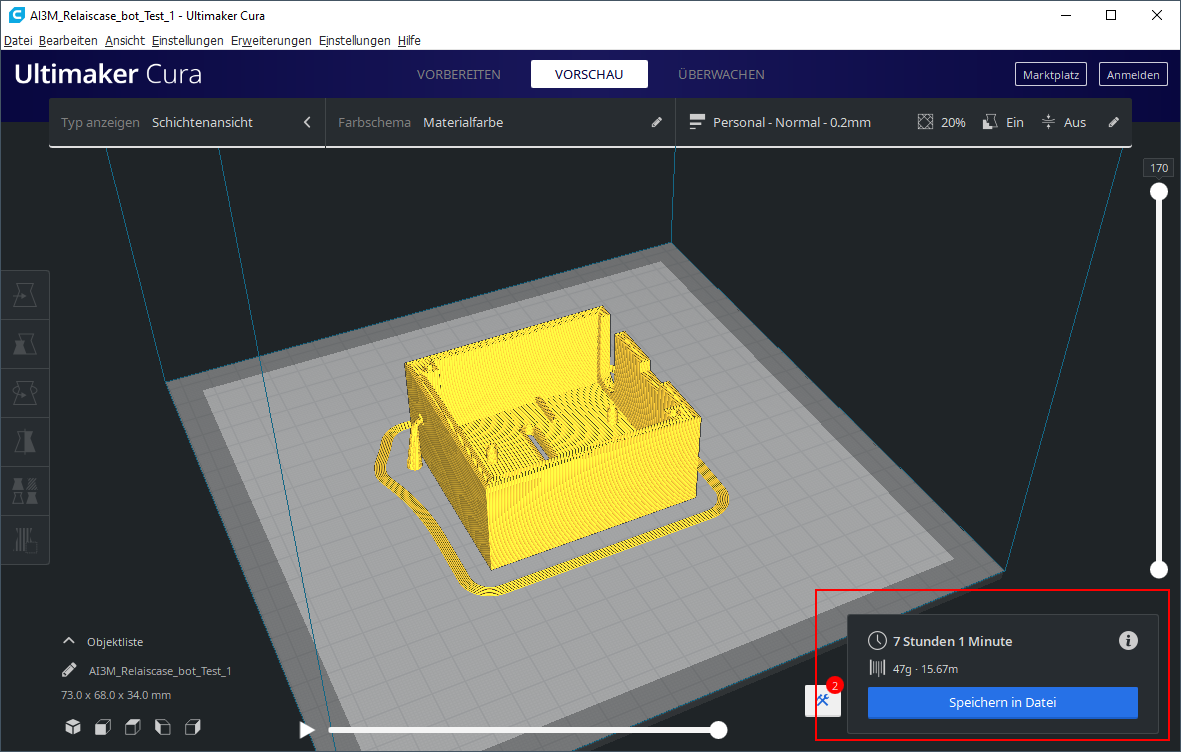 AI3M_Relaiscase_bot_Test_1 - Ultimaker Cura
Datei Bearbeiten Ansicht Einstellungen Erweiterungen Einstellungen Hilfe
Ultimaker Cura VORBEREITEN VORSCHAU ÜBERWACHEN Marktplatz Anmelden
Typ anzeigen Schichtenansicht Farbschema Materialfarbe Personal - Normal - 0.2mm 20% Ein Aus
170
Objektliste
AI3M_Relaiscase_bot_Test_1
73.0 x 68.0 x 34.0 mm
7 Stunden 1 Minute
47g · 15.67m
2
Speichern in Datei